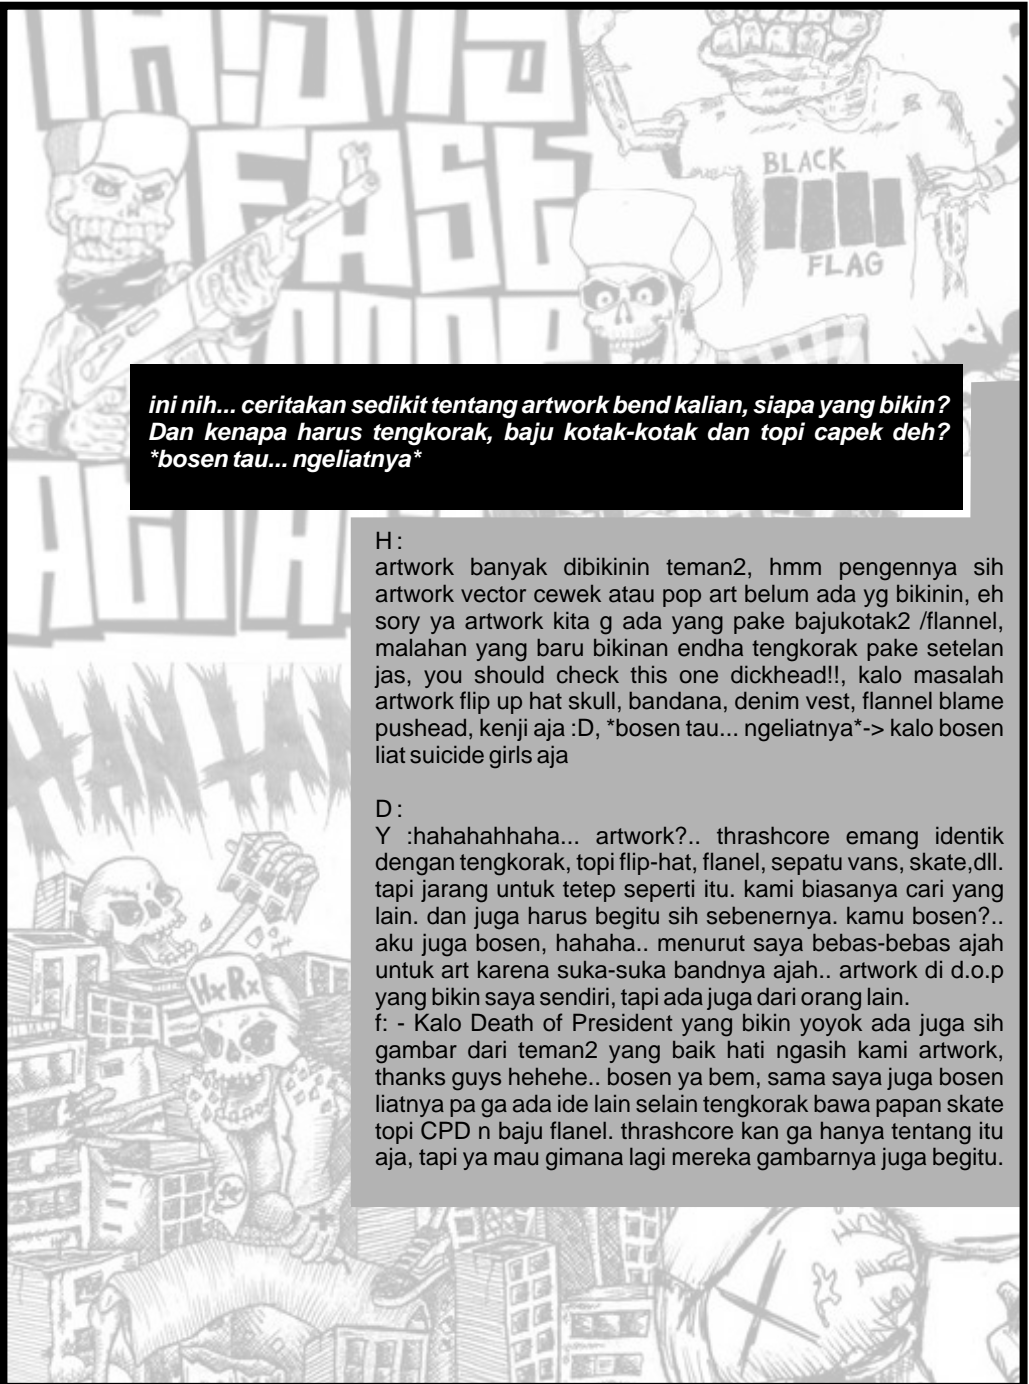 THIS IS
FAST
BLACK
FLAG
ini nih... ceritakan sedikit tentang artwork bend kalian, siapa yang bikin?
Dan kenapa harus tengkorak, baju kotak-kotak dan topi capek deh?
*bosen tau... ngeliatnya*
H :
artwork banyak dibikinin teman2, hmm pengennya sih
artwork vector cewek atau pop art belum ada yg bikinin, eh
sory ya artwork kita g ada yang pake bajukotak2 /flannel,
malahan yang baru bikinan endha tengkorak pake setelan
jas, you should check this one dickhead!!, kalo masalah
artwork flip up hat skull, bandana, denim vest, flannel blame
pushead, kenji aja :D, *bosen tau... ngeliatnya*-> kalo bosen
liat suicide girls aja
D :
Y :hahahahhaha... artwork?.. thrashcore emang identik
dengan tengkorak, topi flip-hat, flanel, sepatu vans, skate,dll.
tapi jarang untuk tetep seperti itu. kami biasanya cari yang
lain. dan juga harus begitu sih sebenernya. kamu bosen?..
aku juga bosen, hahaha.. menurut saya bebas-bebas ajah
untuk art karena suka-suka bandnya ajah.. artwork di d.o.p
yang bikin saya sendiri, tapi ada juga dari orang lain.
f: - Kalo Death of President yang bikin yoyok ada juga sih
gambar dari teman2 yang baik hati ngasih kami artwork,
thanks guys hehehe.. bosen ya bem, sama saya juga bosen
liatnya pa ga ada ide lain selain tengkorak bawa papan skate
topi CPD n baju flanel. thrashcore kan ga hanya tentang itu
aja, tapi ya mau gimana lagi mereka gambarnya juga begitu.
HxRx